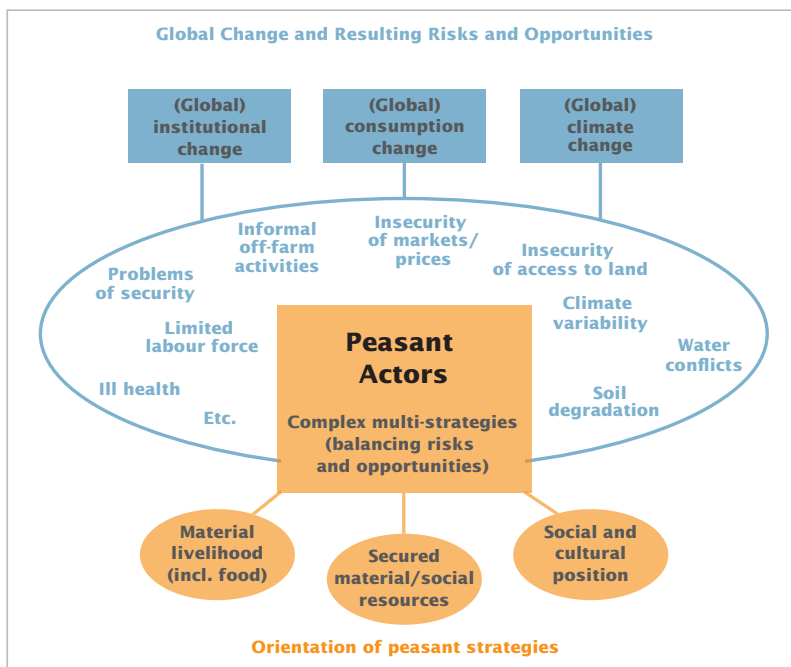 Global Change and Resulting Risks and Opportunities
(Global)
institutional
change
(Global)
consumption
change
(Global)
climate
change
Informal
off-farm
activities
Insecurity
of markets/
prices
Insecurity
of access to land
Problems
of security
Climate
variability
Limited
labour force
Water
conflicts
Ill health
Etc.
Soil
degradation
Peasant
Actors
Complex multi-strategies
(balancing risks
and opportunities)
Material
livelihood
(incl. food)
Secured
material/social
resources
Social and
cultural
position
Orientation of peasant strategies